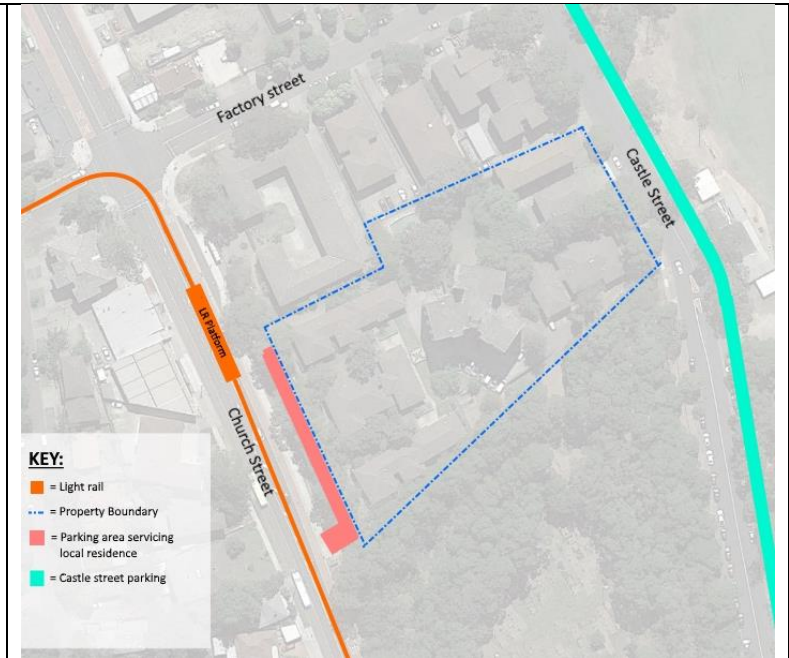 Factory street
Castle Street
LR Platform
Church Street
KEY:
= Light rail
= Property Boundary
= Parking area servicing
local residence
= Castle street parking